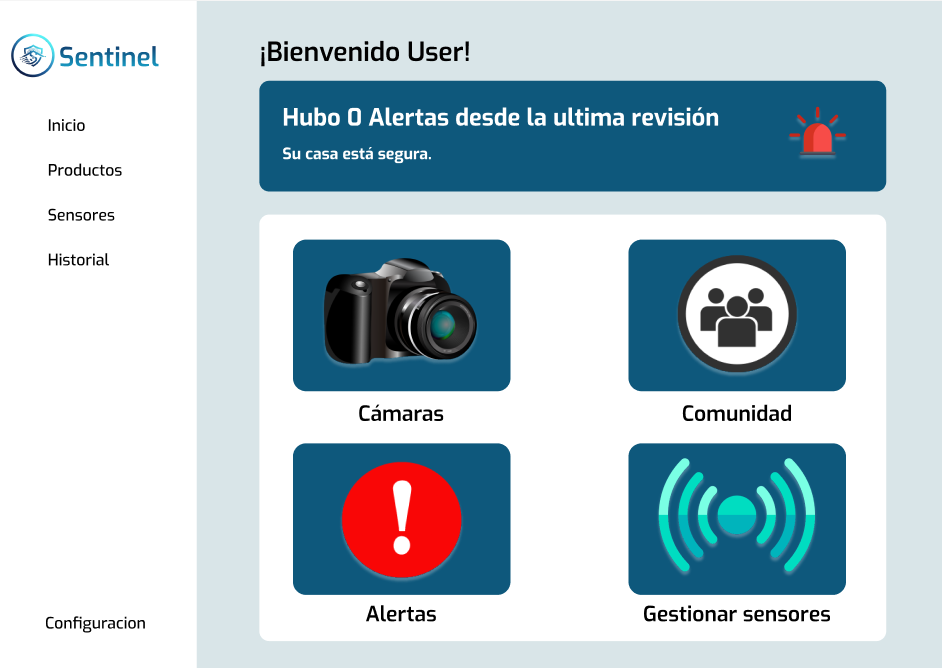 Sentinel
Inicio
Productos
Sensores
Historial
Configuracion
¡Bienvenido User!
Hubo 0 Alertas desde la ultima revisión
Su casa está segura.
Cámaras
Comunidad
Alertas
Gestionar sensores